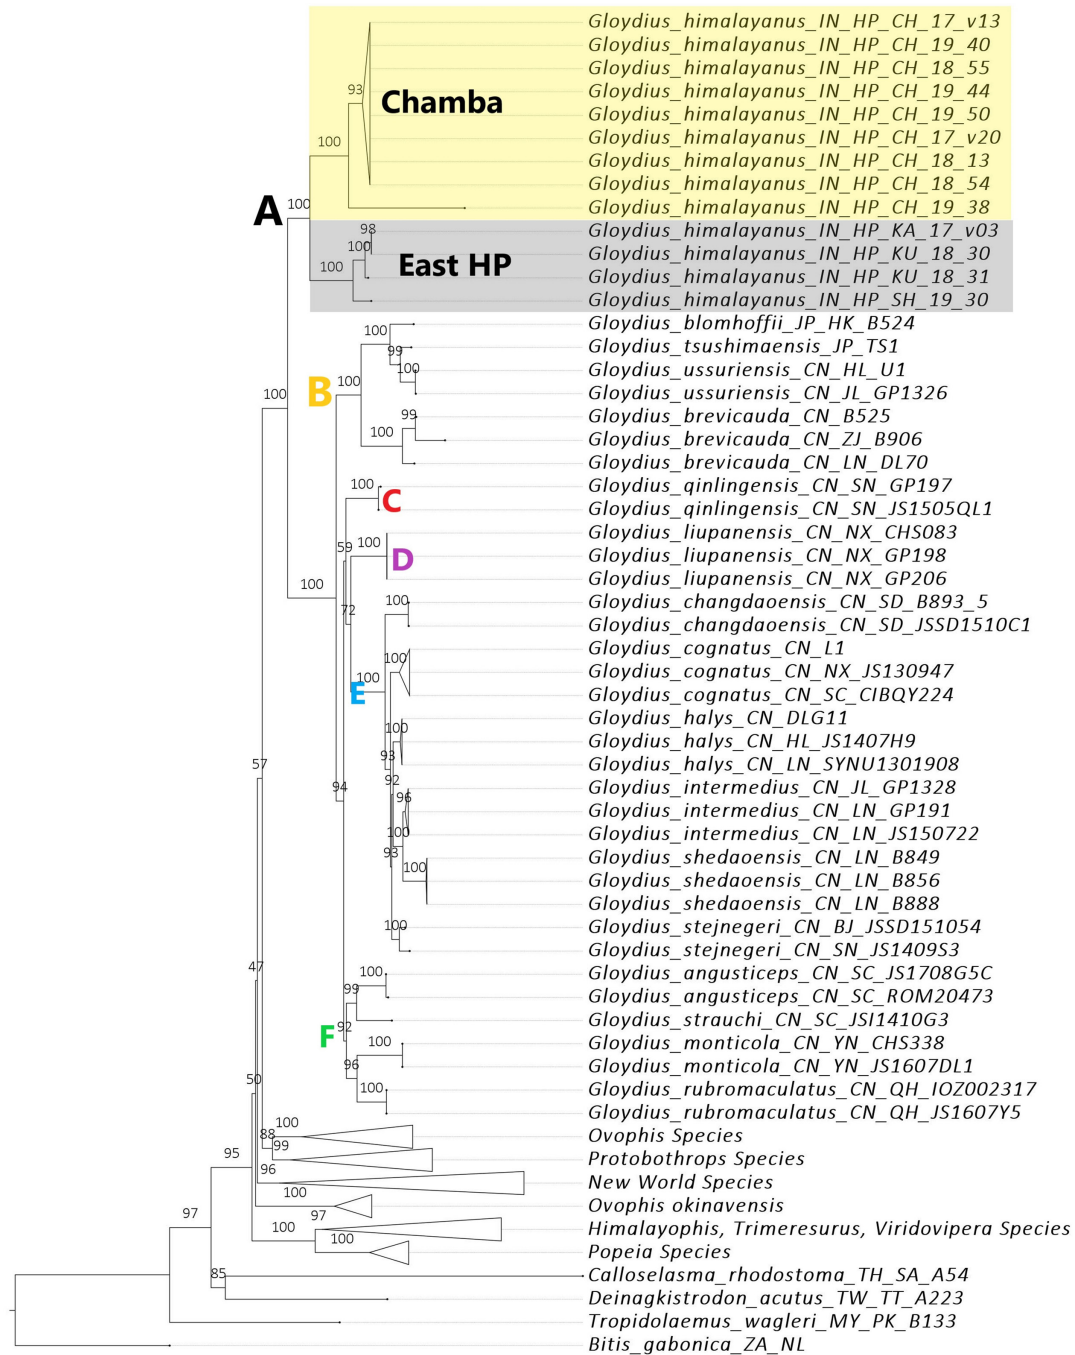 Gloydius_himalayanus_IN_HP_CH_17_v13
Gloydius_himalayanus_IN_HP_CH_19_40
Gloydius_himalayanus_IN_HP_CH_18_55
93
Gloydius_himalayanus_IN_HP_CH_19_44
Chamba
Gloydius_himalayanus_IN_HP_CH_19_50
Gloydius_himalayanus_IN_HP_CH_17_v20
100
Gloydius_himalayanus_IN_HP_CH_18_13
Gloydius_himalayanus_IN_HP_CH_18_54
A
100
Gloydius_himalayanus_IN_HP_CH_19_38
98
Gloydius_himalayanus_IN_HP_KA_17_v03
100
Gloydius_himalayanus_IN_HP_KU_18_30
100
East HP
Gloydius_himalayanus_IN_HP_KU_18_31
Gloydius_himalayanus_IN_HP_SH_19_30
100
Gloydius_blomhoffii_JP_HK_B524
99
Gloydius_tsushimaensis_JP_TS1
100
Gloydius_ussuriensis_CN_HL_U1
100
B
100
Gloydius_ussuriensis_CN_JL_GP1326
99
Gloydius_brevicauda_CN_B525
100
Gloydius_brevicauda_CN_ZJ_B906
Gloydius_brevicauda_CN_LN_DL70
100
C
Gloydius_qinlingensis_CN_SN_GP197
Gloydius_qinlingensis_CN_SN_JS1505QL1
Gloydius_liupanensis_CN_NX_CHS083
59
100
D
Gloydius_liupanensis_CN_NX_GP198
100
Gloydius_liupanensis_CN_NX_GP206
72
100
Gloydius_changdaoensis_CN_SD_B893_5
Gloydius_changdaoensis_CN_SD_JSSD1510C1
Gloydius_cognatus_CN_L1
100
100
E
Gloydius_cognatus_CN_NX_JS130947
Gloydius_cognatus_CN_SC_CIBQY224
Gloydius_halys_CN_DLG11
100
Gloydius_halys_CN_HL_JS1407H9
57
93
Gloydius_halys_CN_LN_SYNU1301908
94
92
Gloydius_intermedius_CN_JL_GP1328
96
Gloydius_intermedius_CN_LN_GP191
100
Gloydius_intermedius_CN_LN_JS150722
93
Gloydius_shedaoensis_CN_LN_B849
100
Gloydius_shedaoensis_CN_LN_B856
Gloydius_shedaoensis_CN_LN_B888
100
Gloydius_stejnegeri_CN_BJ_JSSD151054
Gloydius_stejnegeri_CN_SN_JS1409S3
47
100
Gloydius_angusticeps_CN_SC_JS1708G5C
99
Gloydius_angusticeps_CN_SC_ROM20473
F
92
Gloydius_strauchi_CN_SC_JSI1410G3
100
Gloydius_monticola_CN_YN_CHS338
96
Gloydius_monticola_CN_YN_JS1607DL1
50
100
Gloydius_rubromaculatus_CN_QH_IOZ002317
Gloydius_rubromaculatus_CN_QH_JS1607Y5
100
88
Ovophis Species
99
95
Protobothrops Species
96
New World Species
100
Ovophis okinavensis
97
97
100
Himalayophis, Trimeresurus, Viridovipera Species
100
Popeia Species
85
Calloselasma_rhodostoma_TH_SA_A54
Deinagkistrodon_acutus_TW_TT_A223
Tropidolaemus_wagleri_MY_PK_B133
Bitis_gabonica_ZA_NL